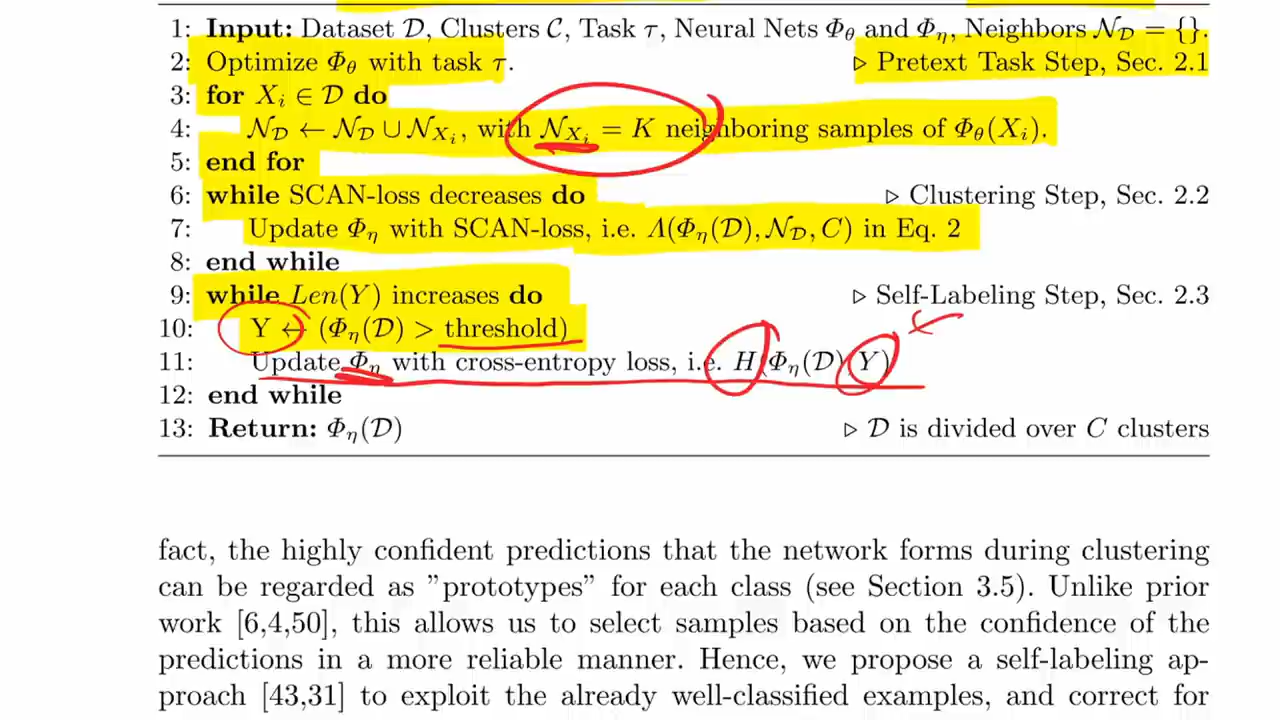 1: Input: Dataset 𝒟, Clusters 𝒞, Task τ, Neural Nets Φθ and Φη, Neighbors 𝒩𝒟 = {}.
2: Optimize Φθ with task τ. ▷ Pretext Task Step, Sec. 2.1
3: for Xi ∈ 𝒟 do
4: 𝒩𝒟 ← 𝒩𝒟 ∪ 𝒩Xi, with 𝒩Xi = K neighboring samples of Φθ(Xi).
5: end for
6: while SCAN-loss decreases do ▷ Clustering Step, Sec. 2.2
7: Update Φη with SCAN-loss, i.e. Λ(Φη(𝒟), 𝒩𝒟, C) in Eq. 2
8: end while
9: while Len(Y) increases do ▷ Self-Labeling Step, Sec. 2.3
10: Y ← (Φη(𝒟) > threshold)
11: Update Φη with cross-entropy loss, i.e. H(Φη(𝒟), Y)
12: end while
13: Return: Φη(𝒟) ▷ 𝒟 is divided over C clusters
fact, the highly confident predictions that the network forms during clustering
can be regarded as ”prototypes” for each class (see Section 3.5). Unlike prior
work [6,4,50], this allows us to select samples based on the confidence of the
predictions in a more reliable manner. Hence, we propose a self-labeling ap-
proach [43,31] to exploit the already well-classified examples, and correct for